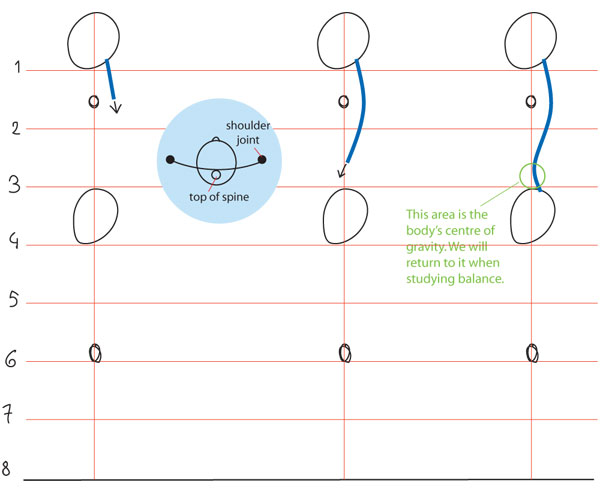 1
2
3
4
5
6
7
8
shoulder
joint
top of spine
This area is the
body's centre of
gravity. We will
return to it when
studying balance.